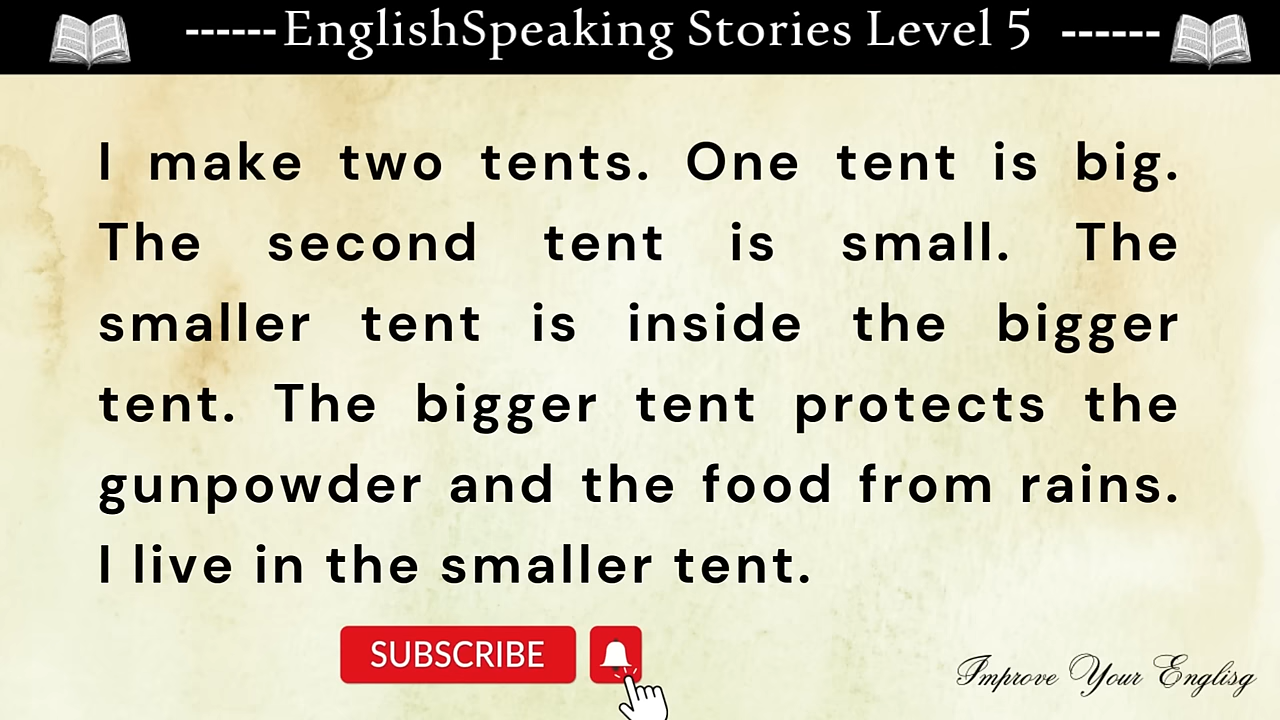 ------EnglishSpeaking Stories Level 5 ------
I make two tents. One tent is big.
The second tent is small. The
smaller tent is inside the bigger
tent. The bigger tent protects the
gunpowder and the food from rains.
I live in the smaller tent.
SUBSCRIBE
Improve Your Englisg